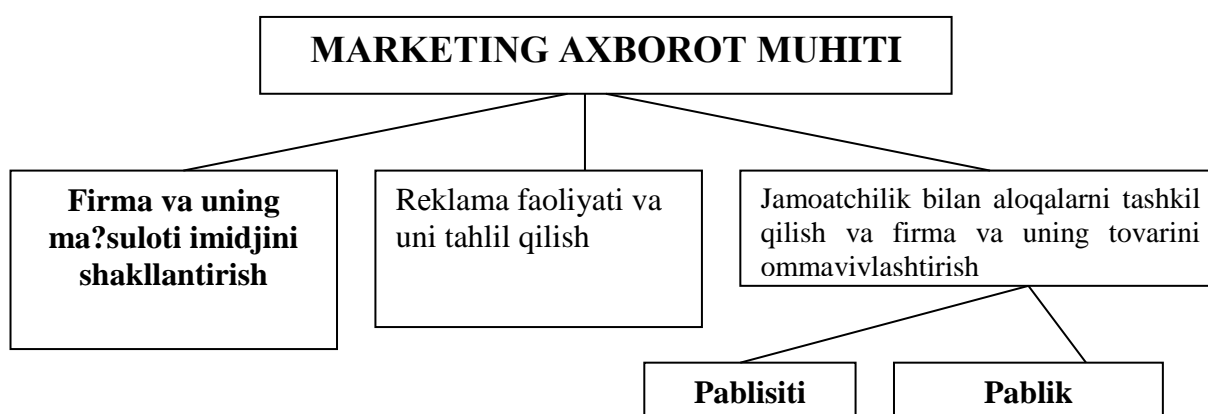 MARKETING AXBOROT MUHITI
Firma va uning
ma?suloti imidjini
shakllantirish
Reklama faoliyati va
uni tahlil qilish
Jamoatchilik bilan aloqalarni tashkil
qilish va firma va uning tovarini
ommavivlashtirish
Pablisiti
Pablik